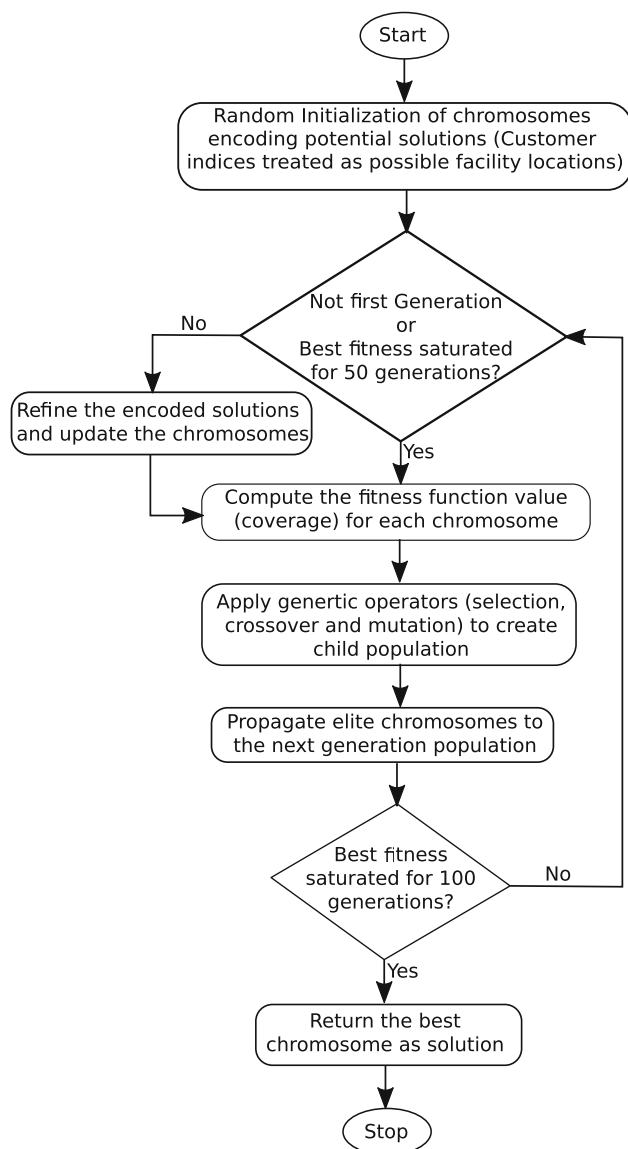 Start
Random Initialization of chromosomes
encoding potential solutions (Customer
indices treated as possible facility locations)
Not first Generation
or
Best fitness saturated
for 50 generations?
No
Refine the encoded solutions
and update the chromosomes
Yes
Compute the fitness function value
(coverage) for each chromosome
Apply genertic operators (selection,
crossover and mutation) to create
child population
Propagate elite chromosomes to
the next generation population
Best fitness
saturated for 100
generations?
No
Yes
Return the best
chromosome as solution
Stop